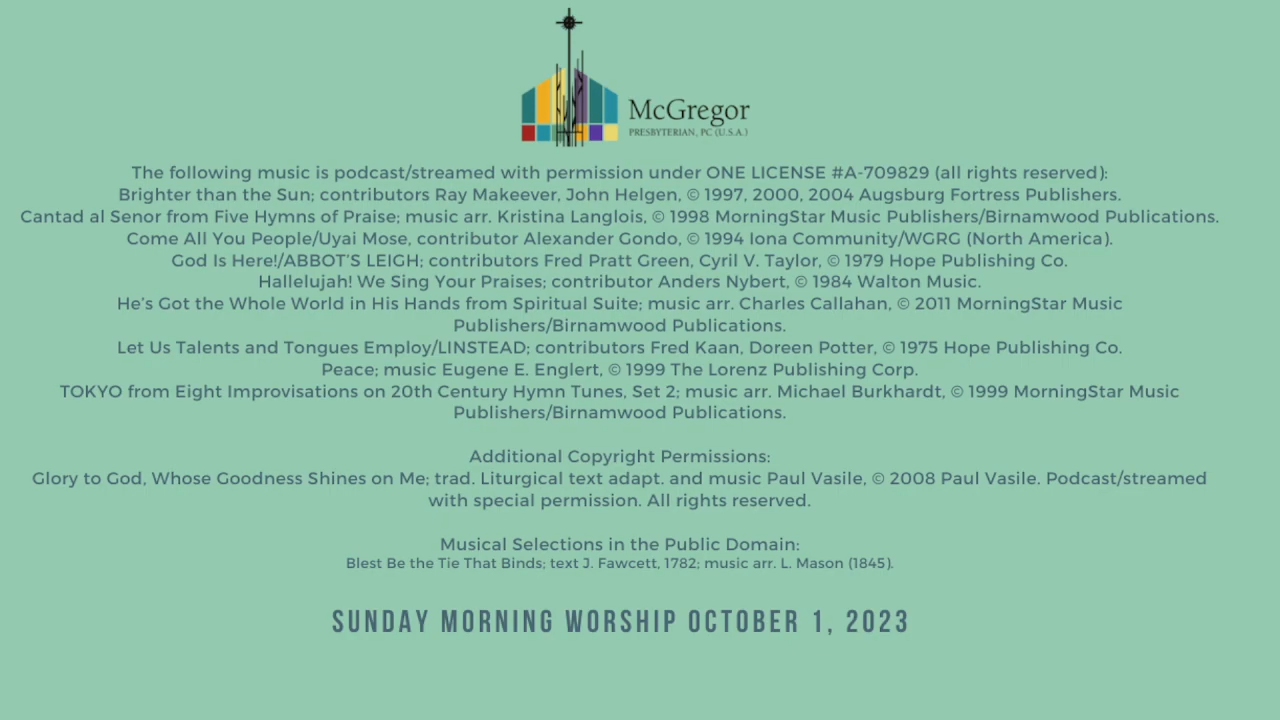 McGregor
PRESBYTERIAN, PC (U.S.A.)
The following music is podcast/streamed with permission under ONE LICENSE #A-709829 (all rights reserved):
Brighter than the Sun; contributors Ray Makeever, John Helgen, © 1997, 2000, 2004 Augsburg Fortress Publishers.
Cantad al Senor from Five Hymns of Praise; music arr. Kristina Langlois, © 1998 MorningStar Music Publishers/Birnamwood Publications.
Come All You People/Uyai Mose, contributor Alexander Gondo, © 1994 Iona Community/WGRG (North America).
God Is Here!/ABBOT'S LEIGH; contributors Fred Pratt Green, Cyril V. Taylor, © 1979 Hope Publishing Co.
Hallelujah! We Sing Your Praises; contributor Anders Nybert, © 1984 Walton Music.
He's Got the Whole World in His Hands from Spiritual Suite; music arr. Charles Callahan, © 2011 MorningStar Music
Publishers/Birnamwood Publications.
Let Us Talents and Tongues Employ/LINSTEAD; contributors Fred Kaan, Doreen Potter, © 1975 Hope Publishing Co.
Peace; music Eugene E. Englert, © 1999 The Lorenz Publishing Corp.
TOKYO from Eight Improvisations on 20th Century Hymn Tunes, Set 2; music arr. Michael Burkhardt, © 1999 MorningStar Music
Publishers/Birnamwood Publications.
Additional Copyright Permissions:
Glory to God, Whose Goodness Shines on Me; trad. Liturgical text adapt. and music Paul Vasile, © 2008 Paul Vasile. Podcast/streamed
with special permission. All rights reserved.
Musical Selections in the Public Domain:
Blest Be the Tie That Binds; text J. Fawcett, 1782; music arr. L. Mason (1845).
SUNDAY MORNING WORSHIP OCTOBER 1, 2023